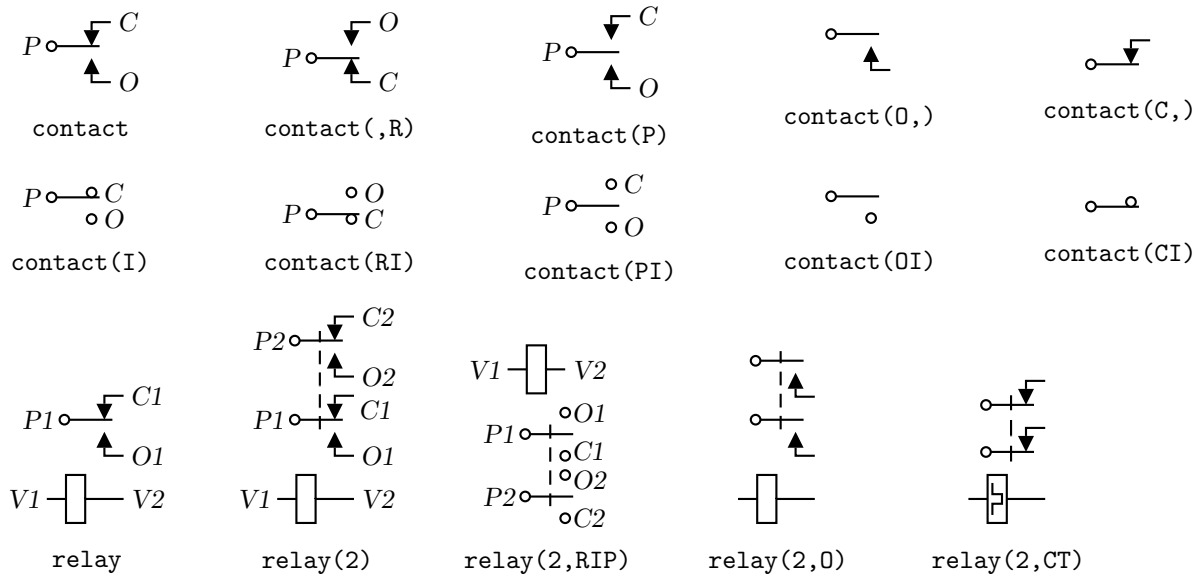 C O C
P P P
O C O
contact contact(,R) contact(P) contact(O,) contact(C,)
C O C
P P P
O C O
contact(I) contact(RI) contact(PI) contact(OI) contact(CI)
C1
P1
O1
V1 V2
relay
C2
P2
O2
C1
P1
O1
V1 V2
relay(2)
V1 V2
O1
P1
C1
O2
P2
C2
relay(2,RIP)
relay(2,O)
relay(2,CT)